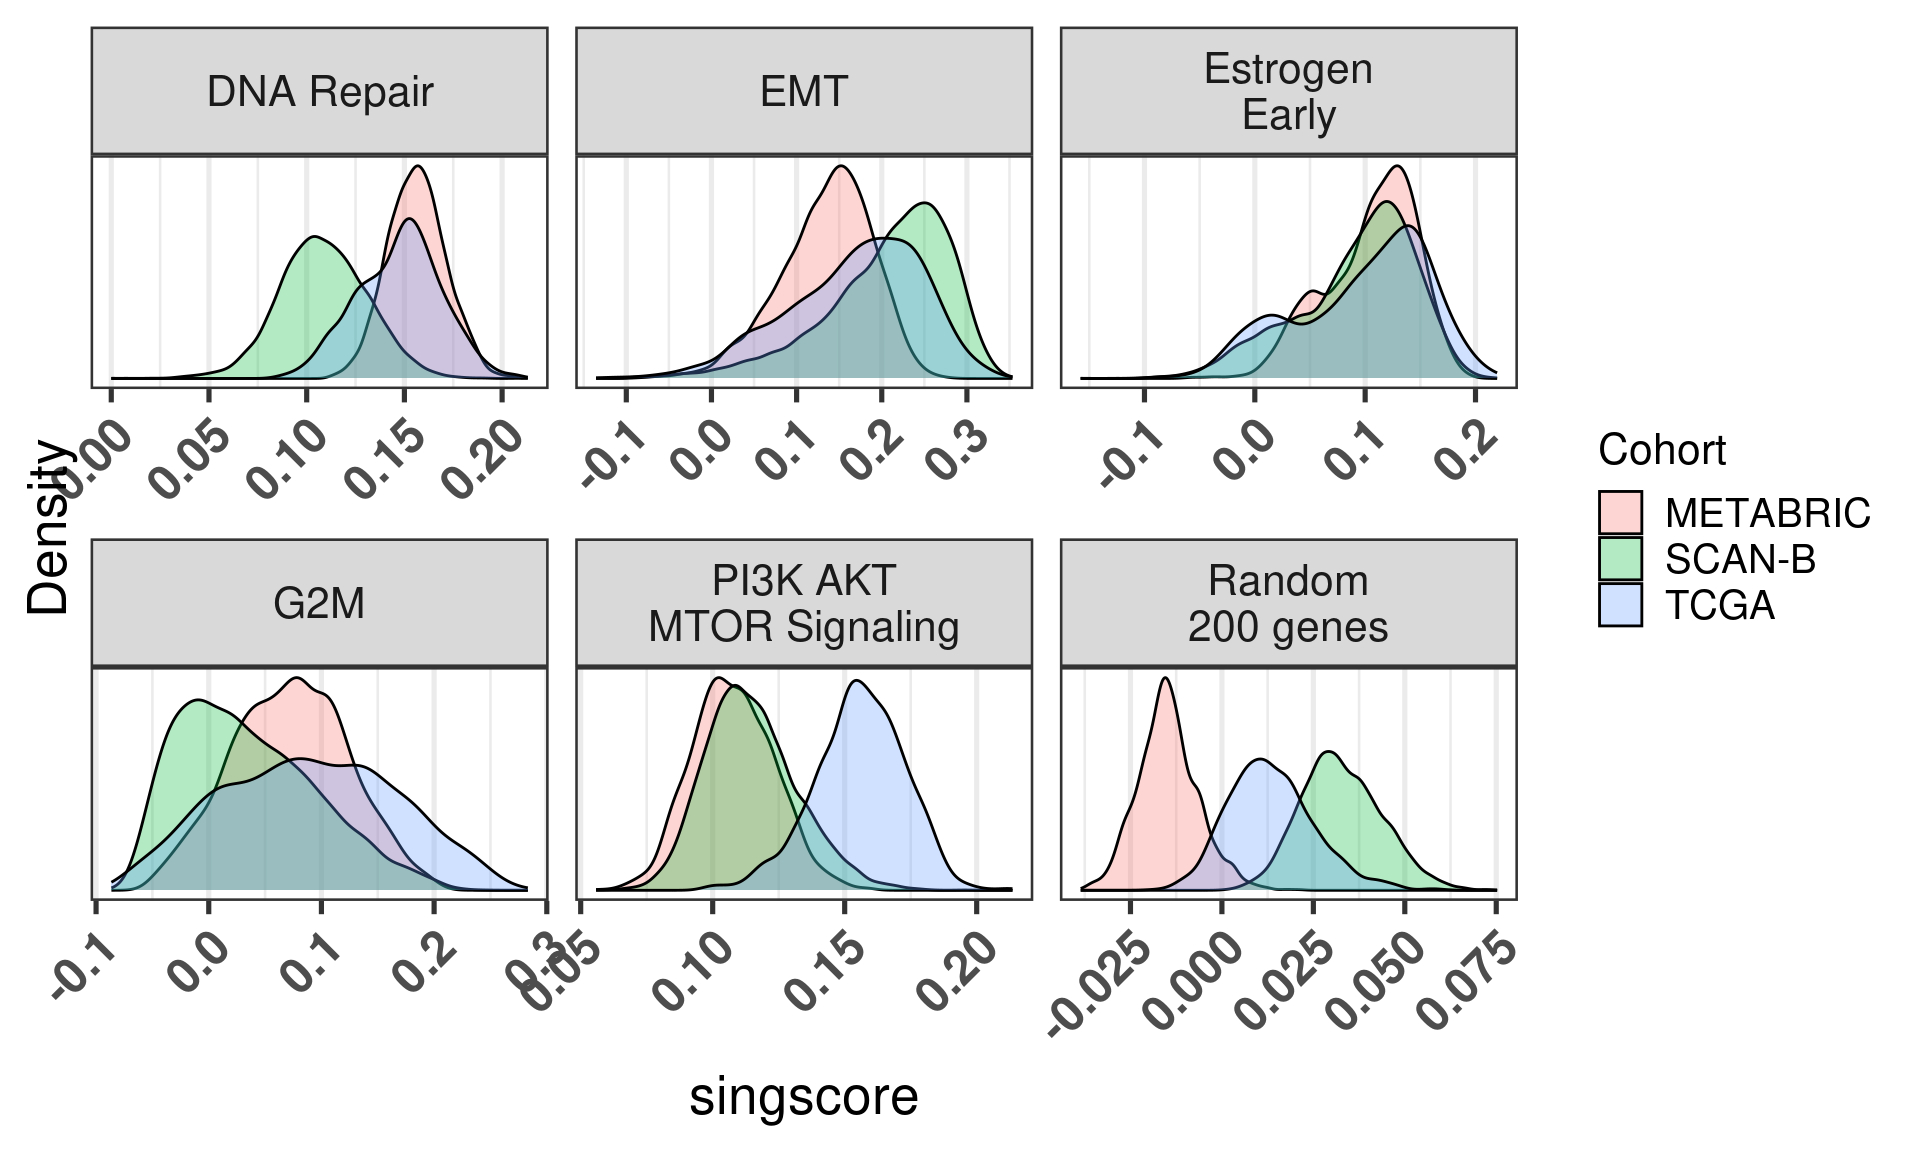 DNA Repair
EMT
Estrogen
Early
0.00
0.05
0.10
0.15
0.20
-0.1
0.0
0.1
0.2
0.3
-0.1
0.0
0.1
0.2
Density
G2M
PI3K AKT
MTOR Signaling
Random
200 genes
-0.1
0.0
0.1
0.2
0.3
0.05
0.10
0.15
0.20
-0.025
0.000
0.025
0.050
0.075
singscore
Cohort
METABRIC
SCAN-B
TCGA